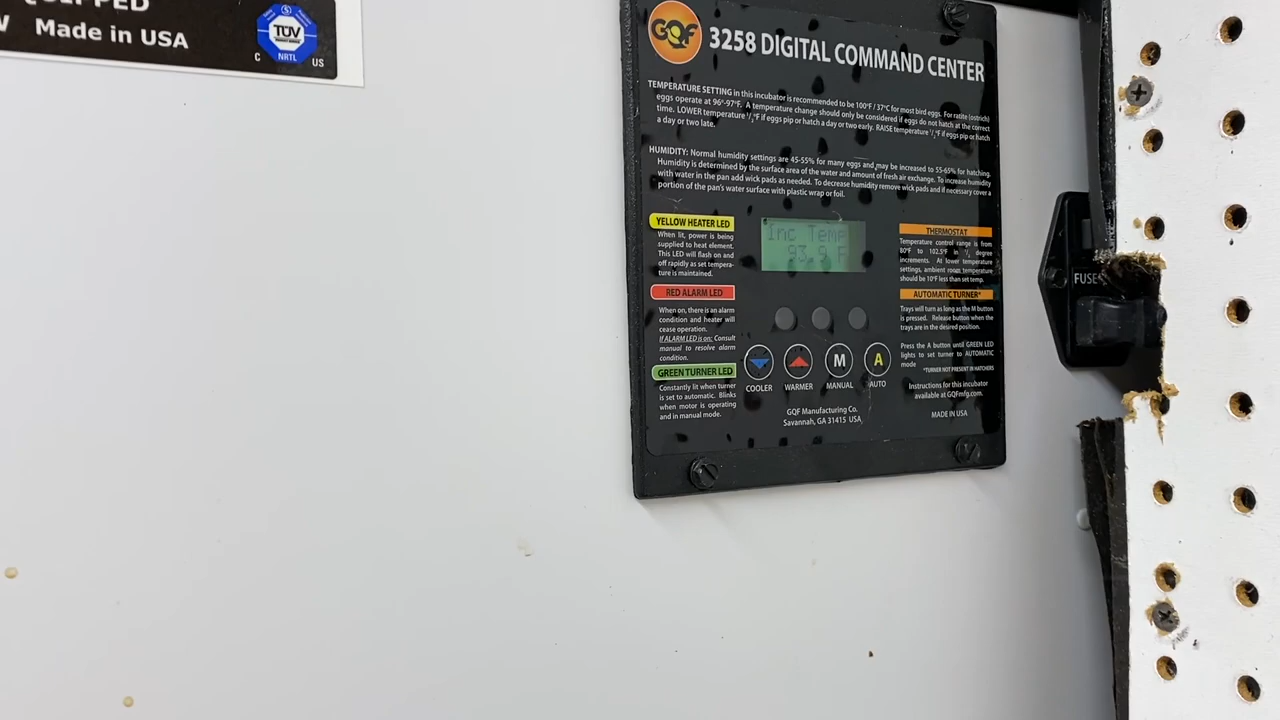 Made in USA
TÜV
C NRTL US
GQF
3258 DIGITAL COMMAND CENTER
TEMPERATURE SETTING in this incubator is recommended to be 100°F / 37°C for most bird eggs. For ratite (ostrich)
eggs operate at 96°-97°F. A temperature change should only be considered if eggs do not hatch at the correct
time. LOWER temperature ½°F if eggs pip or hatch a day or two early. RAISE temperature ½°F if eggs pip or hatch
a day or two late.
HUMIDITY: Normal humidity settings are 45-55% for many eggs and may be increased to 55-65% for hatching.
Humidity is determined by the surface area of the water and amount of fresh air exchange. To increase humidity
with water in the pan add wick pads as needed. To decrease humidity remove wick pads and if necessary cover a
portion of the pan's water surface with plastic wrap or foil.
YELLOW HEATER LED
When lit, power is being
supplied to heat element.
This LED will flash on and
off rapidly as set tempera-
ture is maintained.
RED ALARM LED
When on, there is an alarm
condition and heater will
cease operation.
If ALARM LED is on: Consult
manual to resolve alarm
condition.
GREEN TURNER LED
Constantly lit when turner
is set to automatic. Blinks
when motor is operating
and in manual mode.
Inc Temp
93.9 F
M
A
COOLER
WARMER
MANUAL
AUTO
GQF Manufacturing Co.
Savannah, GA 31415 USA
THERMOSTAT
Temperature control range is from
80°F to 102.5°F in ½ degree
increments. At lower temperature
settings, ambient room temperature
should be 10°F less than set temp.
AUTOMATIC TURNER*
Trays will turn as long as the M button
is pressed. Release button when the
trays are in the desired position.
Press the A button until GREEN LED
lights to set turner to AUTOMATIC
mode
*TURNER NOT PRESENT IN HATCHERS
Instructions for this incubator
available at GQFmfg.com.
MADE IN USA
FUSES